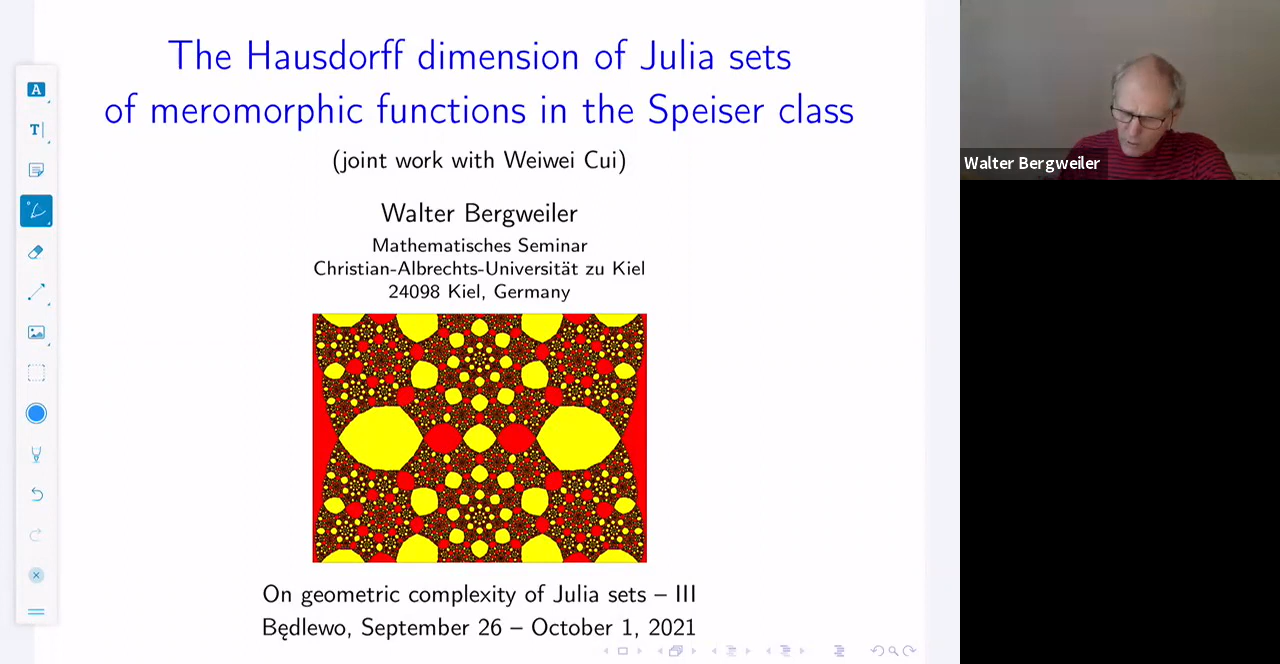 The Hausdorff dimension of Julia sets
of meromorphic functions in the Speiser class
(joint work with Weiwei Cui)
Walter Bergweiler
Mathematisches Seminar
Christian-Albrechts-Universität zu Kiel
24098 Kiel, Germany
On geometric complexity of Julia sets – III
Będlewo, September 26 – October 1, 2021
A
T
Walter Bergweiler